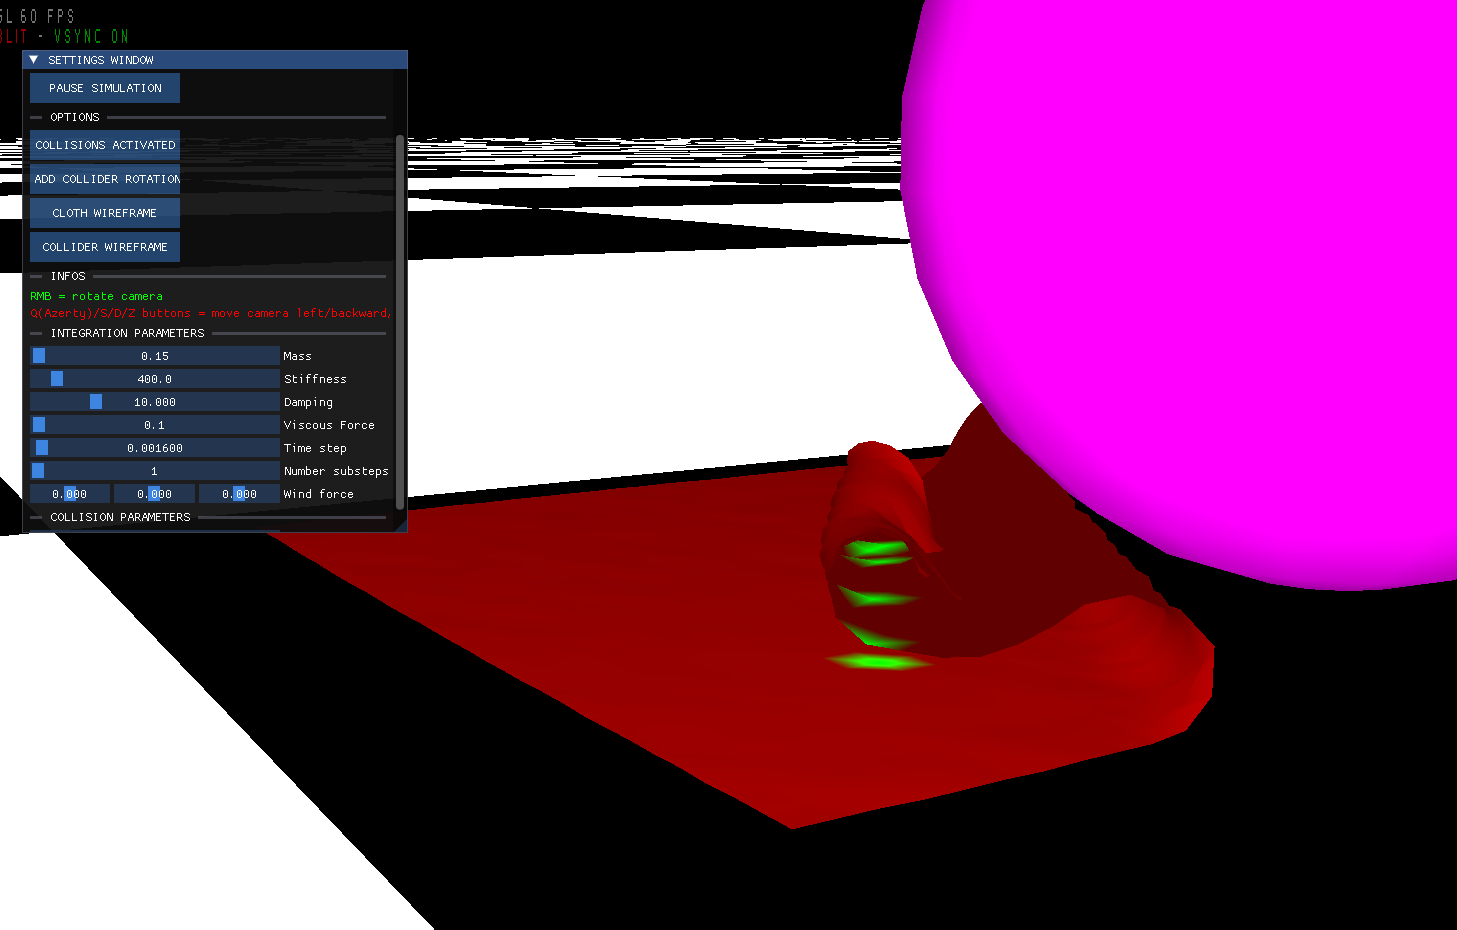 60 FPS
- VSYNC ON
SETTINGS WINDOW
PAUSE SIMULATION
OPTIONS
COLLISIONS ACTIVATED
ADD COLLIDER ROTATION
CLOTH WIREFRAME
COLLIDER WIREFRAME
INFOS
RMB = rotate camera
Q(Azerty)/S/D/Z buttons = move camera left/backward,
INTEGRATION PARAMETERS
0.15 Mass
400.0 Stiffness
10.000 Damping
0.1 Viscous Force
0.001600 Time step
1 Number substeps
0.000 0.000 0.000 Wind force
COLLISION PARAMETERS